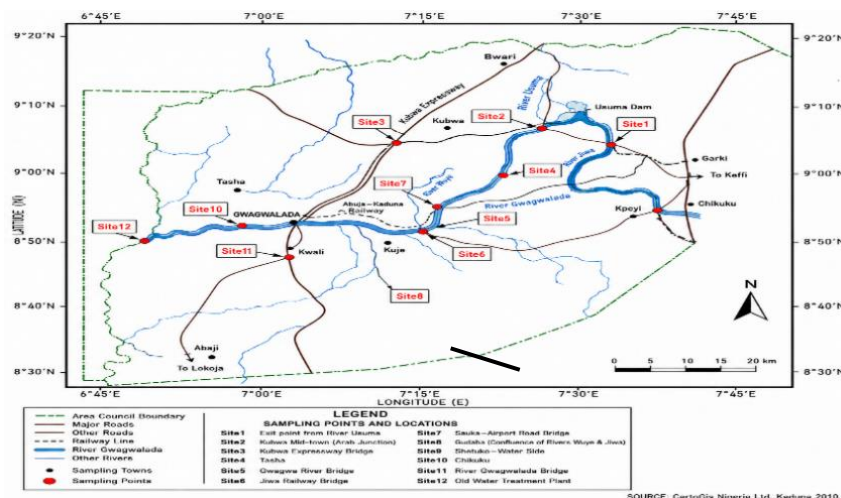 6°45' 7°00' 7°15' 7°30' 7°45'
9°20' 9°20'
Bwari
Kubwa Expressway
River Usuma
Usuma Dam
9°10' 9°10'
Site3 Kubwa Site2 Site1
Garki
9°00' 9°00'
To Keffi
Site4
River Jiwa
Tasha
Site7
River Wuye
Abuja-Kaduna
Railway
River Gwagwalada
Site10 GWAGWALADA
Site5
Kpeyi Chikuku
Site12
8°50' 8°50'
Site11 Kwali Kuje Site6
Site8
N
8°40' 8°40'
LATITUDE (N)
Abaji
To Lokoja
0 5 10 15 20 km
8°30' 8°30'
6°45' 7°00' 7°15' 7°30' 7°45'
LONGITUDE (E)
LEGEND
SAMPLING POINTS AND LOCATIONS
Area Council Boundary
Major Roads
Other Roads
Railway Line
River Gwagwalada
Other Rivers
Sampling Towns
Sampling Points
Site1 Exit point from River Usuma
Site2 Kubwa Mid-town (Arab Junction)
Site3 Kubwa Expressway Bridge
Site4 Tasha
Site5 Gwagwe River Bridge
Site6 Jiwa Railway Bridge
Site7 Sauka-Airport Road Bridge
Site8 Gudaba (Confluence of Rivers Wuye & Jiwa)
Site9 Shetuko-Water Side
Site10 Chikuku
Site11 River Gwagwalada Bridge
Site12 Old Water Treatment Plant
SOURCE: CartoGis Nigeria Ltd, Kaduna 2010